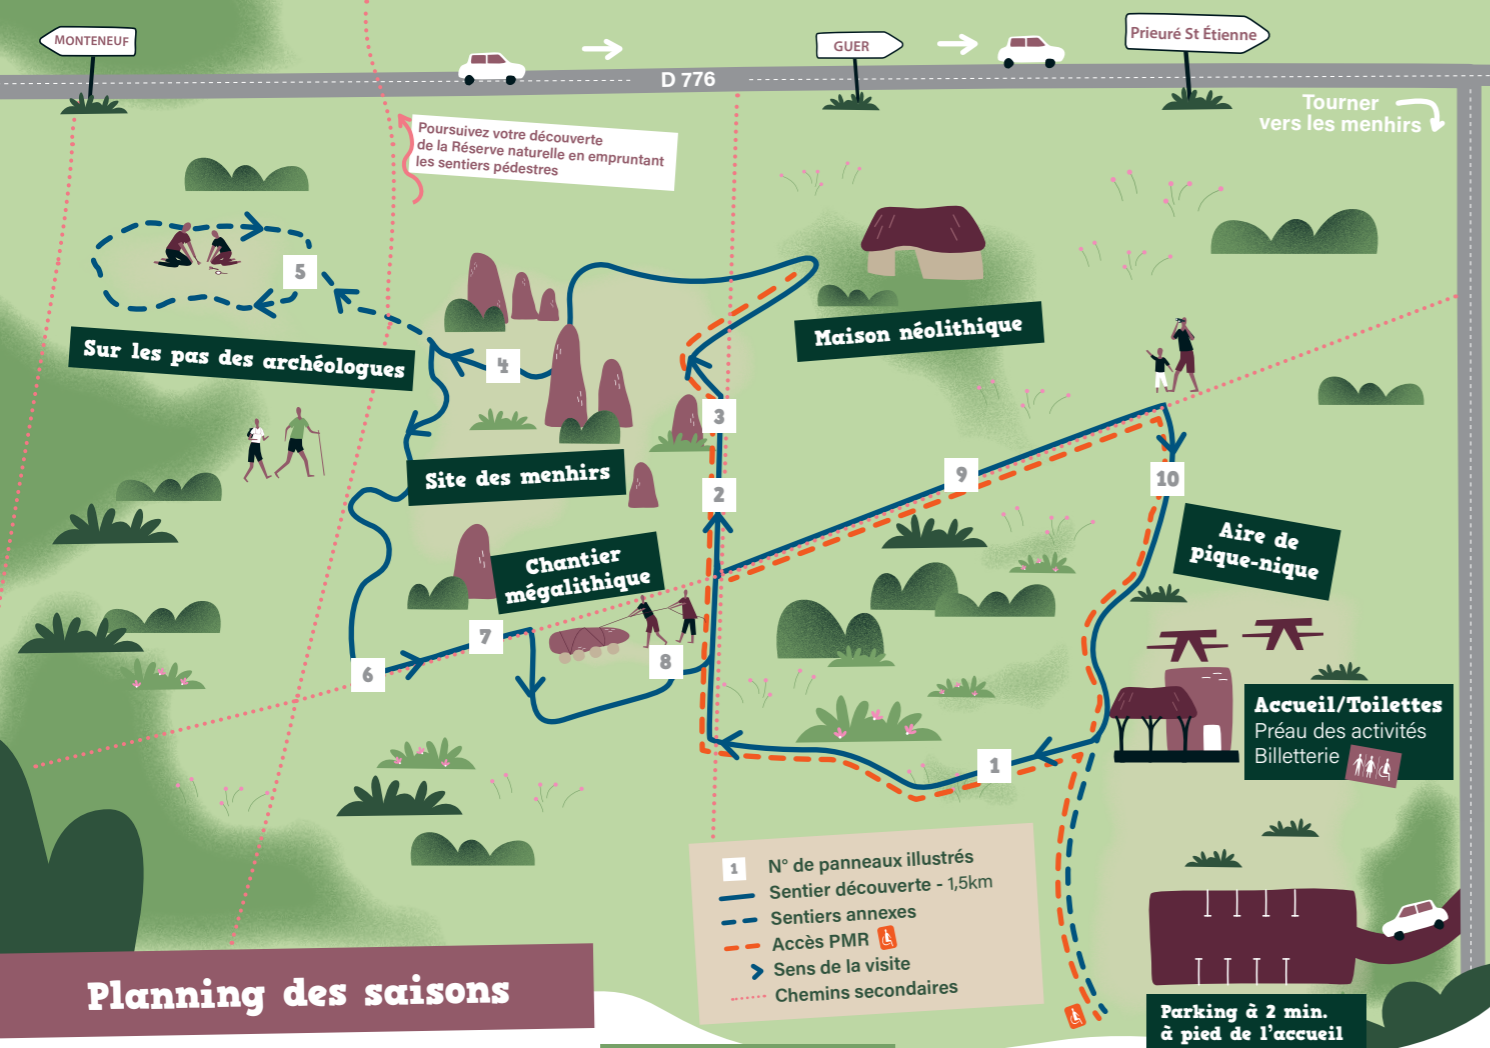 MONTENEUF
GUER
Prieuré St Étienne
D 776
Tourner
vers les menhirs
Poursuivez votre découverte
de la Réserve naturelle en empruntant
les sentiers pédestres
5
Sur les pas des archéologues
4
Maison néolithique
3
Site des menhirs
2
9
10
Aire de
pique-nique
Chantier
mégalithique
7
8
6
Accueil/Toilettes
Préau des activités
Billetterie
1
1 N° de panneaux illustrés
Sentier découverte - 1,5km
Sentiers annexes
Accès PMR
Sens de la visite
Chemins secondaires
Planning des saisons
Parking à 2 min.
à pied de l'accueil